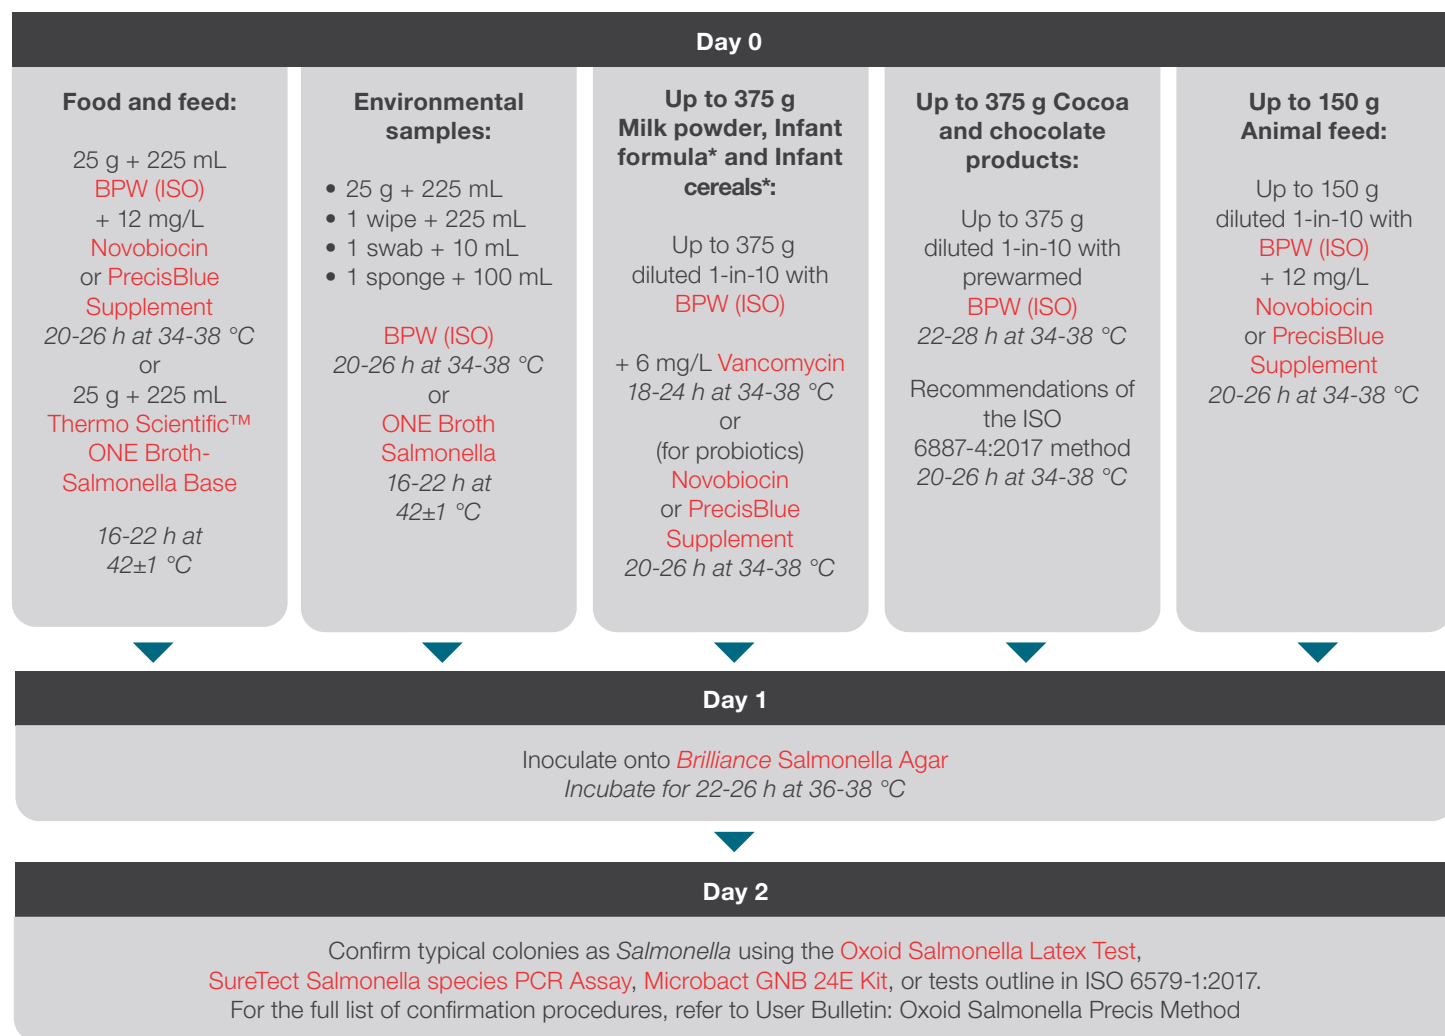 Day 0
Food and feed:
25 g + 225 mL
BPW (ISO)
+ 12 mg/L
Novobiocin
or PrecisBlue
Supplement
20-26 h at 34-38 °C
or
25 g + 225 mL
Thermo Scientific™
ONE Broth-
Salmonella Base
16-22 h at
42±1 °C
Environmental
samples:
• 25 g + 225 mL
• 1 wipe + 225 mL
• 1 swab + 10 mL
• 1 sponge + 100 mL
BPW (ISO)
20-26 h at 34-38 °C
or
ONE Broth
Salmonella
16-22 h at
42±1 °C
Up to 375 g
Milk powder, Infant
formula* and Infant
cereals*:
Up to 375 g
diluted 1-in-10 with
BPW (ISO)
+ 6 mg/L Vancomycin
18-24 h at 34-38 °C
or
(for probiotics)
Novobiocin
or PrecisBlue
Supplement
20-26 h at 34-38 °C
Up to 375 g Cocoa
and chocolate
products:
Up to 375 g
diluted 1-in-10 with
prewarmed
BPW (ISO)
22-28 h at 34-38 °C
Recommendations of
the ISO
6887-4:2017 method
20-26 h at 34-38 °C
Up to 150 g
Animal feed:
Up to 150 g
diluted 1-in-10 with
BPW (ISO)
+ 12 mg/L
Novobiocin
or PrecisBlue
Supplement
20-26 h at 34-38 °C
Day 1
Inoculate onto Brilliance Salmonella Agar
Incubate for 22-26 h at 36-38 °C
Day 2
Confirm typical colonies as Salmonella using the Oxoid Salmonella Latex Test,
SureTect Salmonella species PCR Assay, Microbact GNB 24E Kit, or tests outline in ISO 6579-1:2017.
For the full list of confirmation procedures, refer to User Bulletin: Oxoid Salmonella Precis Method